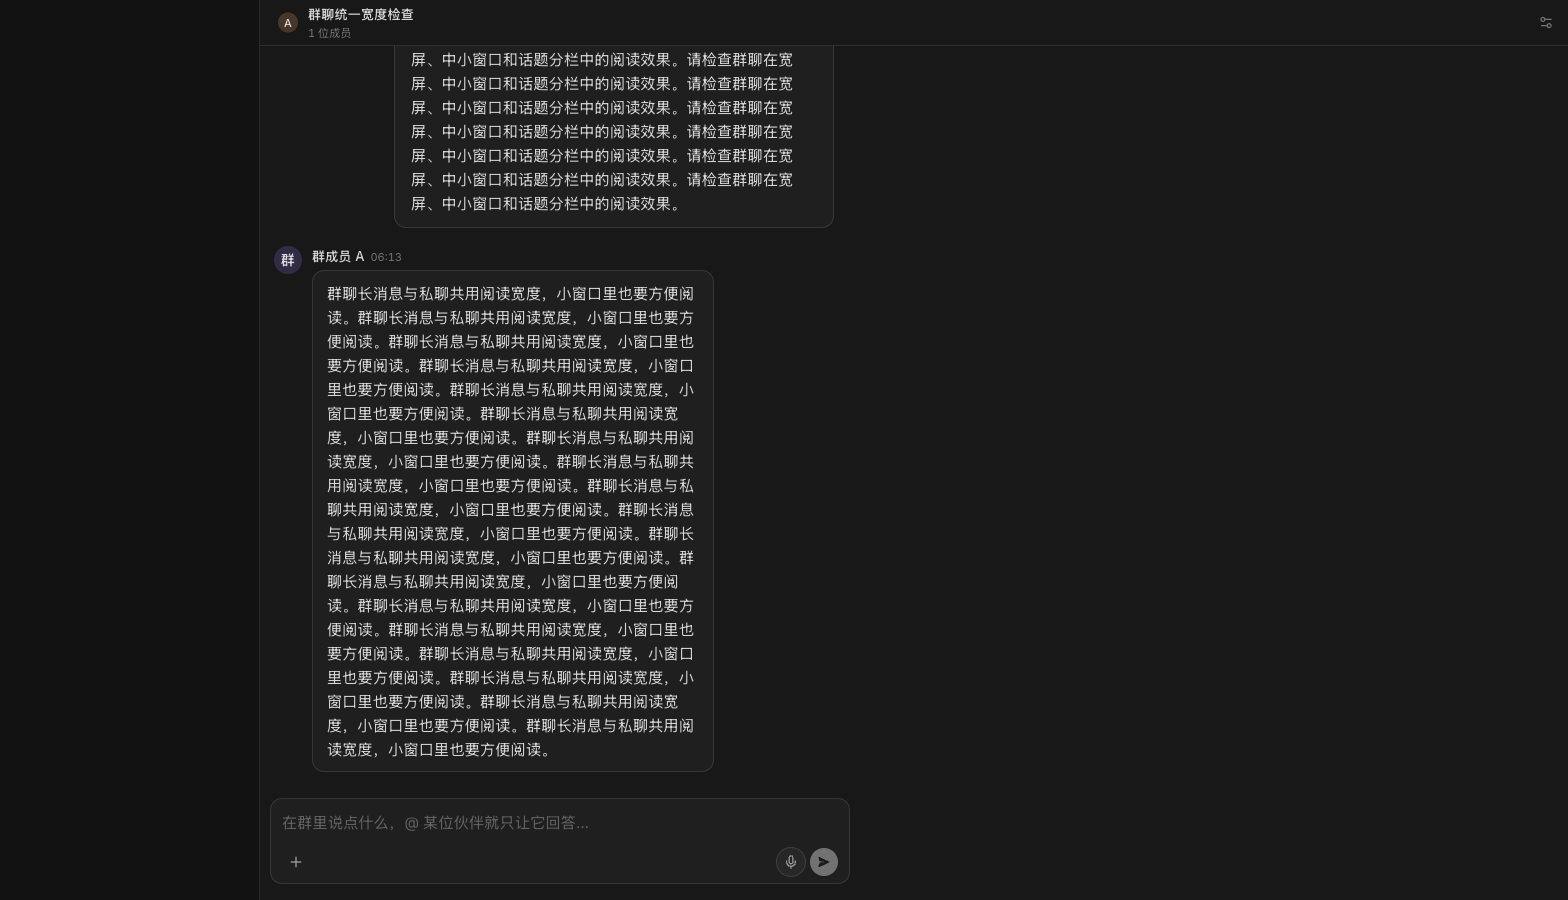 A
群聊统一宽度检查
1 位成员
屏、中小窗口和话题分栏中的阅读效果。请检查群聊在宽
屏、中小窗口和话题分栏中的阅读效果。请检查群聊在宽
屏、中小窗口和话题分栏中的阅读效果。请检查群聊在宽
屏、中小窗口和话题分栏中的阅读效果。请检查群聊在宽
屏、中小窗口和话题分栏中的阅读效果。请检查群聊在宽
屏、中小窗口和话题分栏中的阅读效果。请检查群聊在宽
屏、中小窗口和话题分栏中的阅读效果。
群
群成员 A 06:13
群聊长消息与私聊共用阅读宽度，小窗口里也要方便阅
读。群聊长消息与私聊共用阅读宽度，小窗口里也要方
便阅读。群聊长消息与私聊共用阅读宽度，小窗口里也
要方便阅读。群聊长消息与私聊共用阅读宽度，小窗口
里也要方便阅读。群聊长消息与私聊共用阅读宽度，小
窗口里也要方便阅读。群聊长消息与私聊共用阅读宽
度，小窗口里也要方便阅读。群聊长消息与私聊共用阅
读宽度，小窗口里也要方便阅读。群聊长消息与私聊共
用阅读宽度，小窗口里也要方便阅读。群聊长消息与私
聊共用阅读宽度，小窗口里也要方便阅读。群聊长消息
与私聊共用阅读宽度，小窗口里也要方便阅读。群聊长
消息与私聊共用阅读宽度，小窗口里也要方便阅读。群
聊长消息与私聊共用阅读宽度，小窗口里也要方便阅
读。群聊长消息与私聊共用阅读宽度，小窗口里也要方
便阅读。群聊长消息与私聊共用阅读宽度，小窗口里也
要方便阅读。群聊长消息与私聊共用阅读宽度，小窗口
里也要方便阅读。群聊长消息与私聊共用阅读宽度，小
窗口里也要方便阅读。群聊长消息与私聊共用阅读宽
度，小窗口里也要方便阅读。群聊长消息与私聊共用阅
读宽度，小窗口里也要方便阅读。
在群里说点什么，@ 某位伙伴就只让它回答...